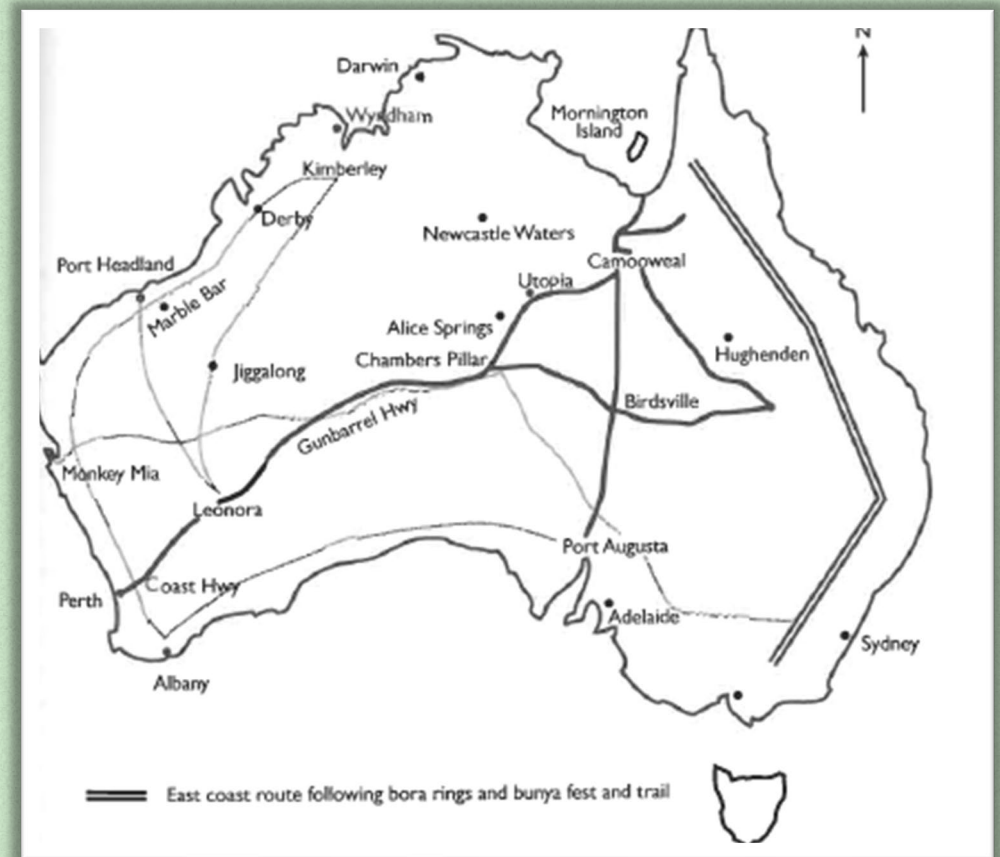 N
Darwin
Wyndham
Mornington
Island
Kimberley
Derby
Newcastle Waters
Port Headland
Camooweal
Utopia
Marble Bar
Alice Springs
Hughenden
Chambers Pillar
Jiggalong
Birdsville
Gunbarrel Hwy
Monkey Mia
Leonora
Port Augusta
Coast Hwy
Perth
Adelaide
Sydney
Albany
East coast route following bora rings and bunya fest and trail